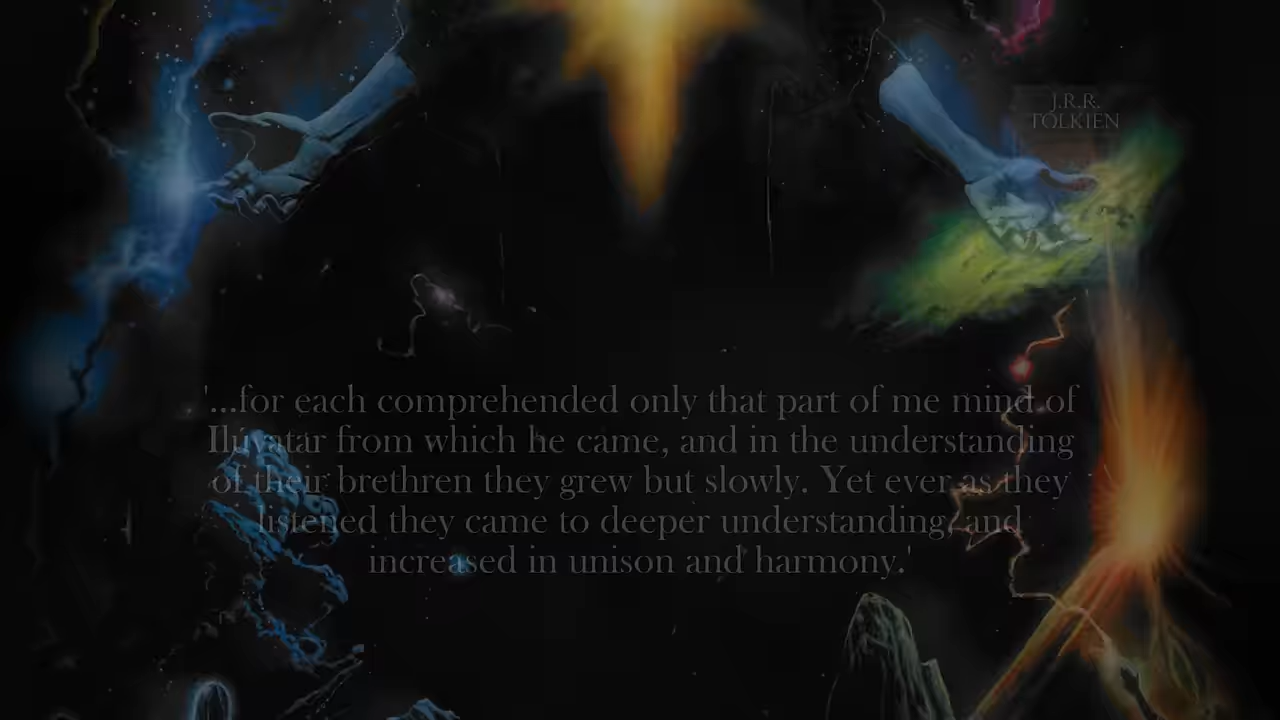 J.R.R.
TOLKIEN
'...for each comprehended only that part of me mind of
Ilúvatar from which he came, and in the understanding
of their brethren they grew but slowly. Yet ever as they
listened they came to deeper understanding, and
increased in unison and harmony.'